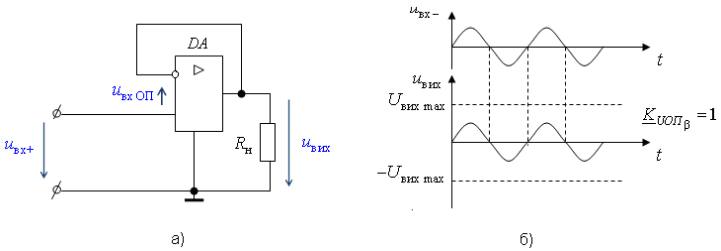 DA
uвх ОП
uвх+
Rн
uвих
а)
uвх−
t
uвих
Uвих max
K UОПβ = 1
t
−Uвих max
б)